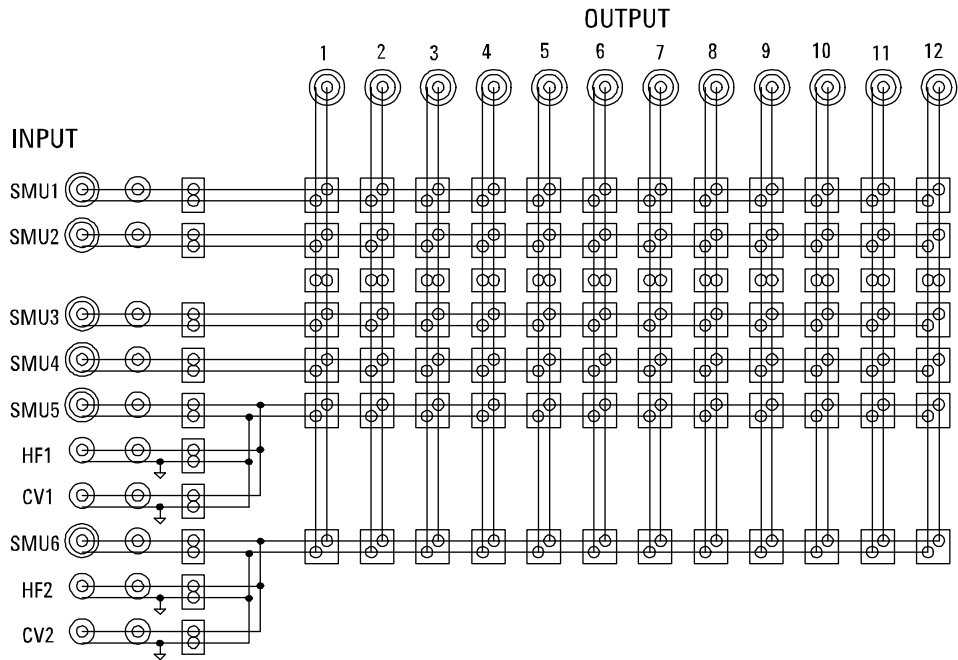 OUTPUT
1 2 3 4 5 6 7 8 9 10 11 12
INPUT
SMU1
SMU2
SMU3
SMU4
SMU5
HF1
CV1
SMU6
HF2
CV2